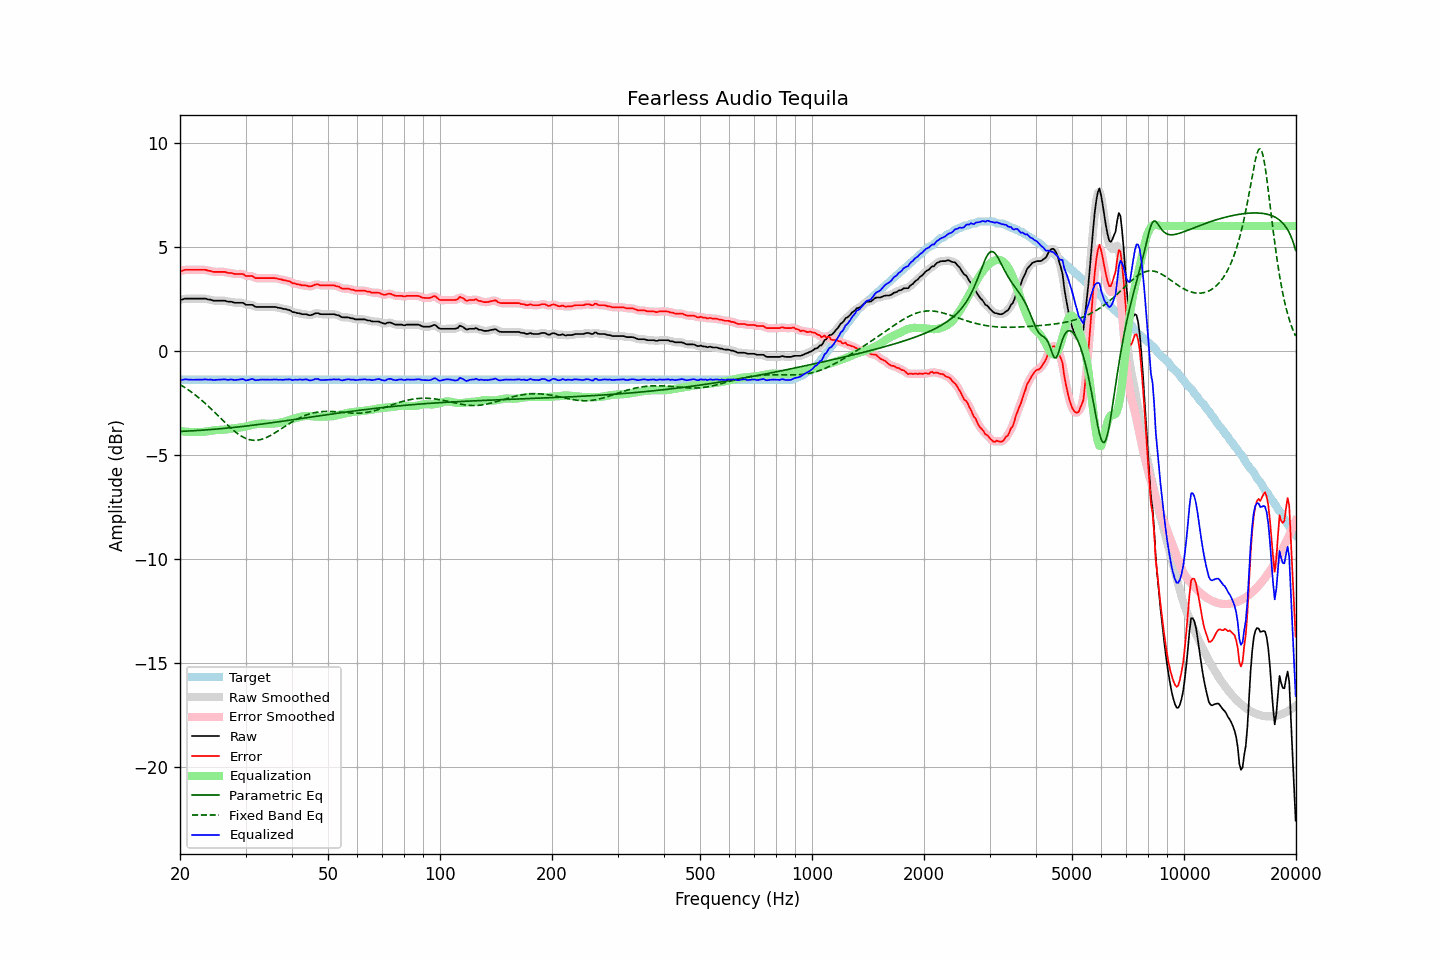 Fearless Audio Tequila
Amplitude (dBr)
10
5
0
−5
−10
−15
−20
Target
Raw Smoothed
Error Smoothed
Raw
Error
Equalization
Parametric Eq
Fixed Band Eq
Equalized
20 50 100 200 500 1000 2000 5000 10000 20000
Frequency (Hz)